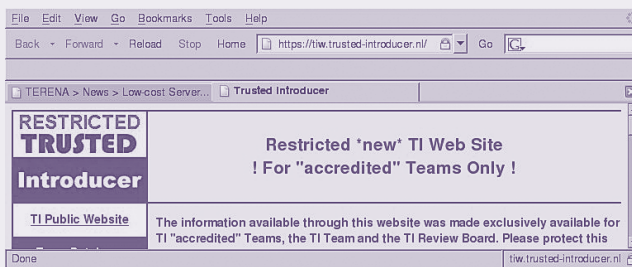 File Edit View Go Bookmarks Tools Help
Back Forward Reload Stop Home https://tiw.trusted-introducer.nl/ Go G
TERENA > News > Low-cost Server... Trusted Introducer
RESTRICTED
TRUSTED
Introducer
TI Public Website
Restricted *new* TI Web Site
! For "accredited" Teams Only !
The information available through this website was made exclusively available for
TI "accredited" Teams, the TI Team and the TI Review Board. Please protect this
Done tiw.trusted-introducer.nl